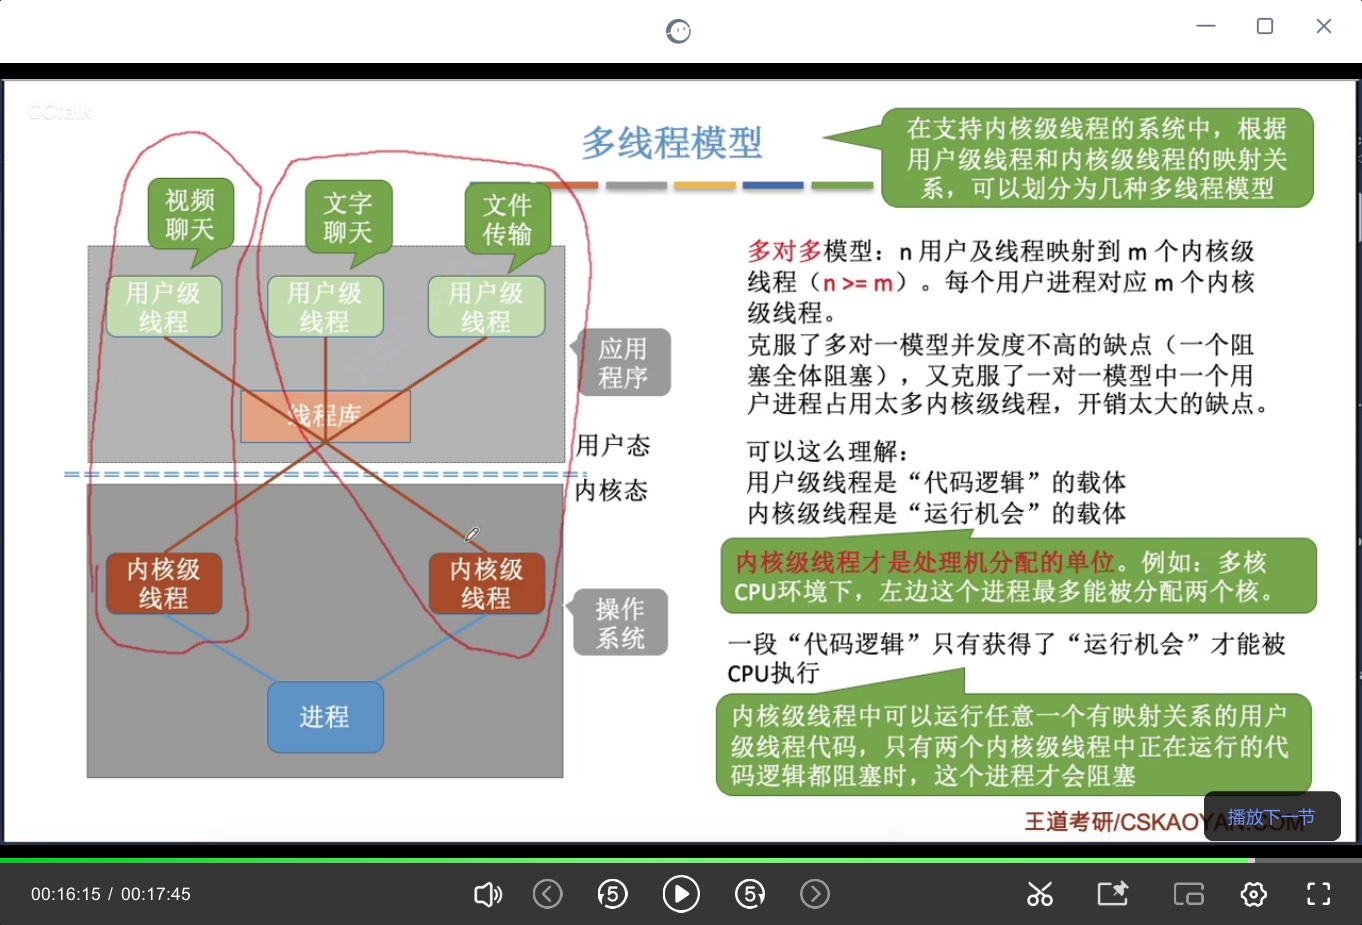 CCtalk
多线程模型
在支持内核级线程的系统中，根据
用户级线程和内核级线程的映射关
系，可以划分为几种多线程模型
视频
聊天
文字
聊天
文件
传输
用户级
线程
用户级
线程
用户级
线程
应用
程序
线程库
用户态
内核态
内核级
线程
内核级
线程
操作
系统
进程
多对多模型：n 用户及线程映射到 m 个内核级
线程（n >= m）。每个用户进程对应 m 个内核
级线程。
克服了多对一模型并发度不高的缺点（一个阻
塞全体阻塞），又克服了一对一模型中一个用
户进程占用太多内核级线程，开销太大的缺点。
可以这么理解：
用户级线程是“代码逻辑”的载体
内核级线程是“运行机会”的载体
内核级线程才是处理机分配的单位。例如：多核
CPU环境下，左边这个进程最多能被分配两个核。
一段“代码逻辑”只有获得了“运行机会”才能被
CPU执行
内核级线程中可以运行任意一个有映射关系的用户
级线程代码，只有两个内核级线程中正在运行的代
码逻辑都阻塞时，这个进程才会阻塞
王道考研/CSKAOYAN.COM
播放下一节
00:16:15 / 00:17:45
5
5